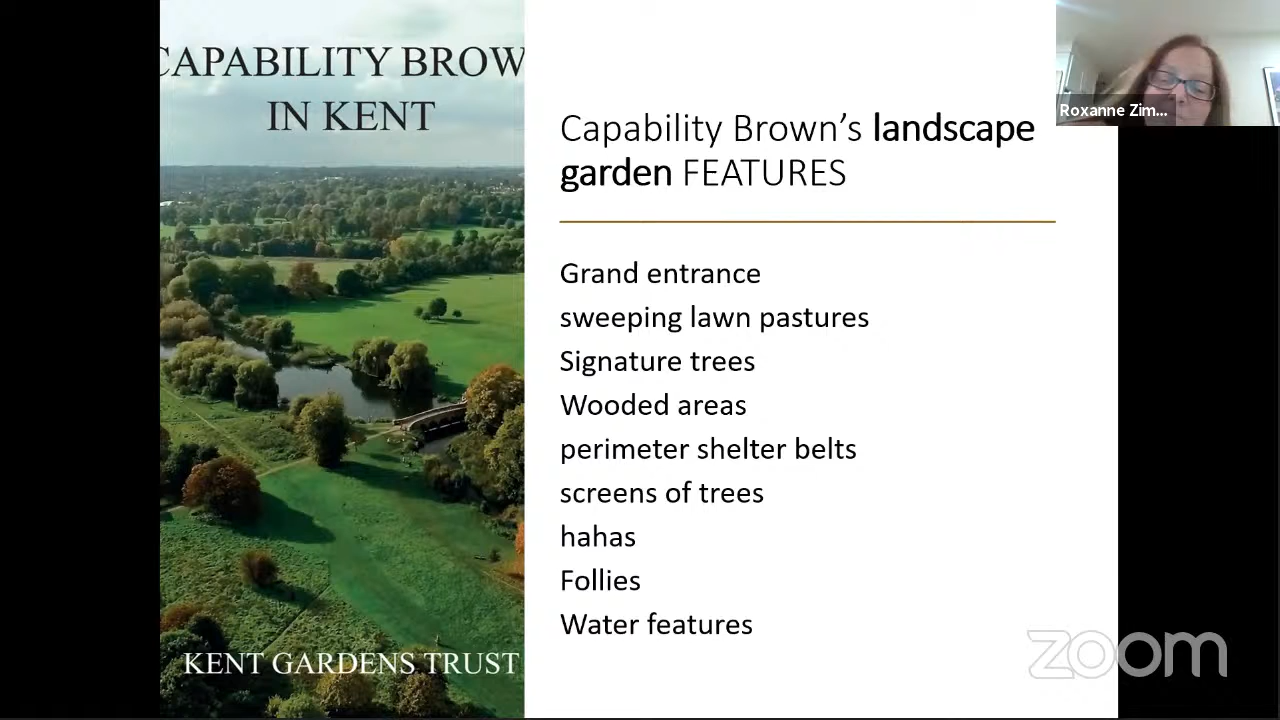 CAPABILITY BROW
IN KENT
KENT GARDENS TRUST
Capability Brown’s landscape
garden FEATURES
Grand entrance
sweeping lawn pastures
Signature trees
Wooded areas
perimeter shelter belts
screens of trees
hahas
Follies
Water features
Roxanne Zim...
zoom